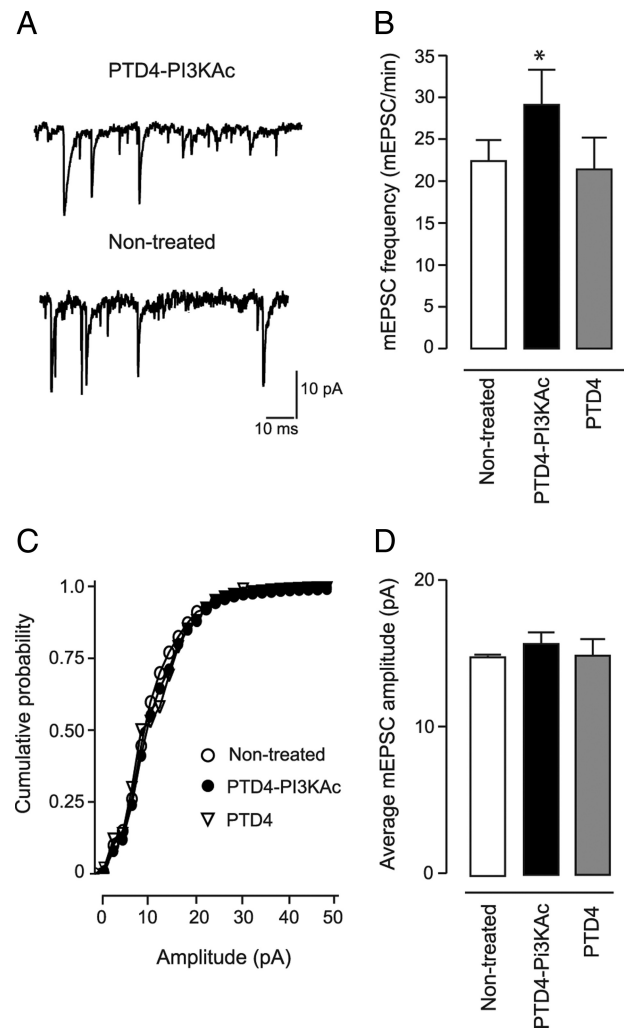 A
PTD4-PI3KAc
Non-treated
10 pA
10 ms
B
mEPSC frequency (mEPSC/min)
35
30
25
20
15
10
5
0
*
Non-treated
PTD4-PI3KAc
PTD4
C
Cumulative probability
1.0
0.75
0.50
0.25
0
Non-treated
PTD4-PI3KAc
PTD4
0 10 20 30 40 50
Amplitude (pA)
D
Average mEPSC amplitude (pA)
20
10
0
Non-treated
PTD4-Pi3KAc
PTD4